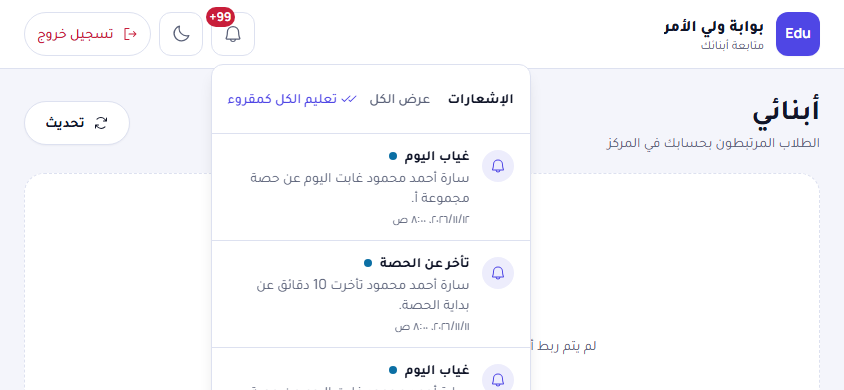 Edu
بوابة ولي الأمر
متابعة أبنائك
99+
تسجيل خروج
أبنائي
الطلاب المرتبطون بحسابك في المركز
تحديث
الإشعارات
عرض الكل
تعليم الكل كمقروء
غياب اليوم
سارة أحمد محمود غابت اليوم عن حصة
مجموعة أ.
١٢‏/١١‏/٢٠٢٦، ٨:٠٠ ص
تأخر عن الحصة
سارة أحمد محمود تأخرت 10 دقائق عن
بداية الحصة.
١١‏/١١‏/٢٠٢٦، ٨:٠٠ ص
لم يتم ربط
غياب اليوم